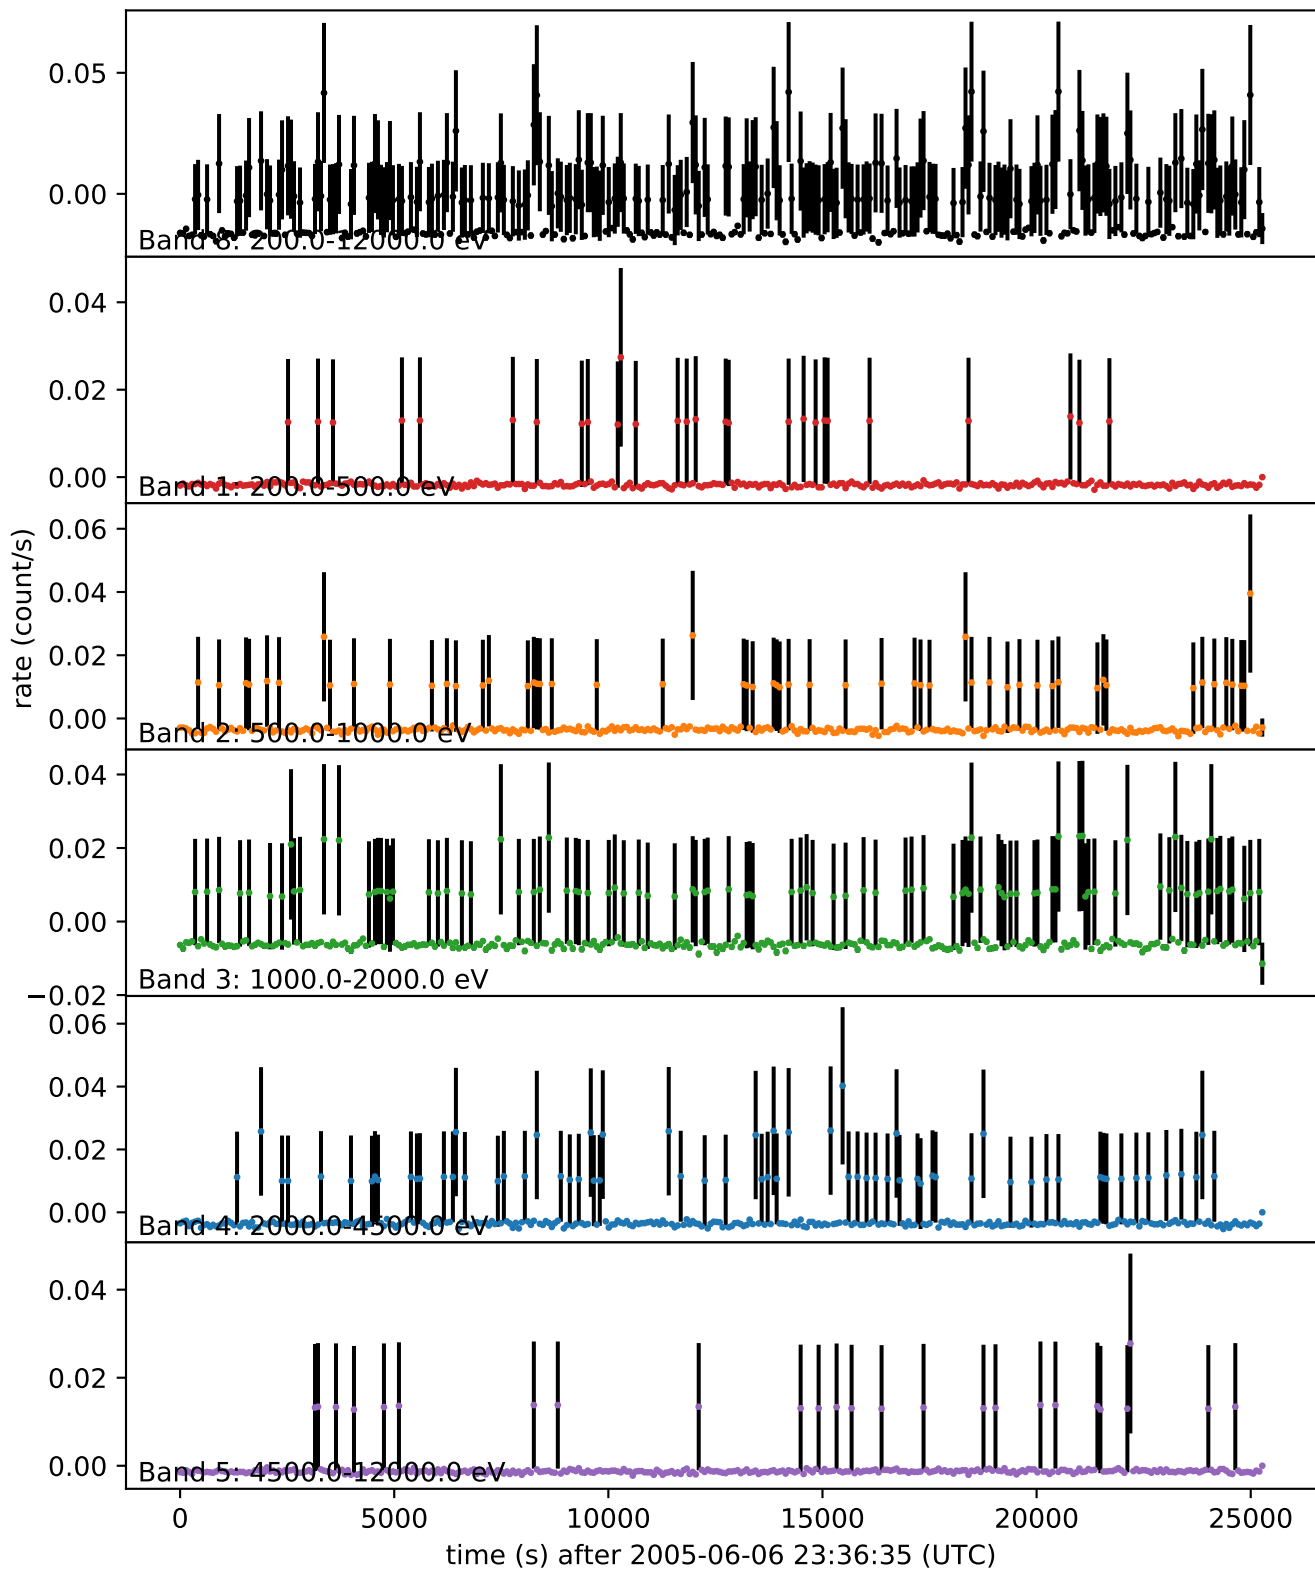 0.05
0.00
Band 8: 200.0-12000.0 eV
0.04
0.02
0.00
Band 1: 200.0-500.0 eV
rate (count/s)
0.06
0.04
0.02
0.00
Band 2: 500.0-1000.0 eV
0.04
0.02
0.00
−0.02
Band 3: 1000.0-2000.0 eV
0.06
0.04
0.02
0.00
Band 4: 2000.0-4500.0 eV
0.04
0.02
0.00
Band 5: 4500.0-12000.0 eV
0 5000 10000 15000 20000 25000
time (s) after 2005-06-06 23:36:35 (UTC)